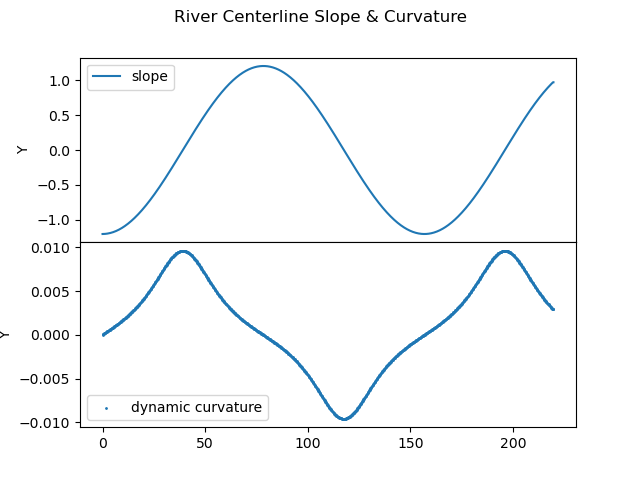 River Centerline Slope & Curvature
slope
1.0
0.5
0.0
−0.5
−1.0
Y
0.010
0.005
0.000
−0.005
−0.010
Y
dynamic curvature
0 50 100 150 200